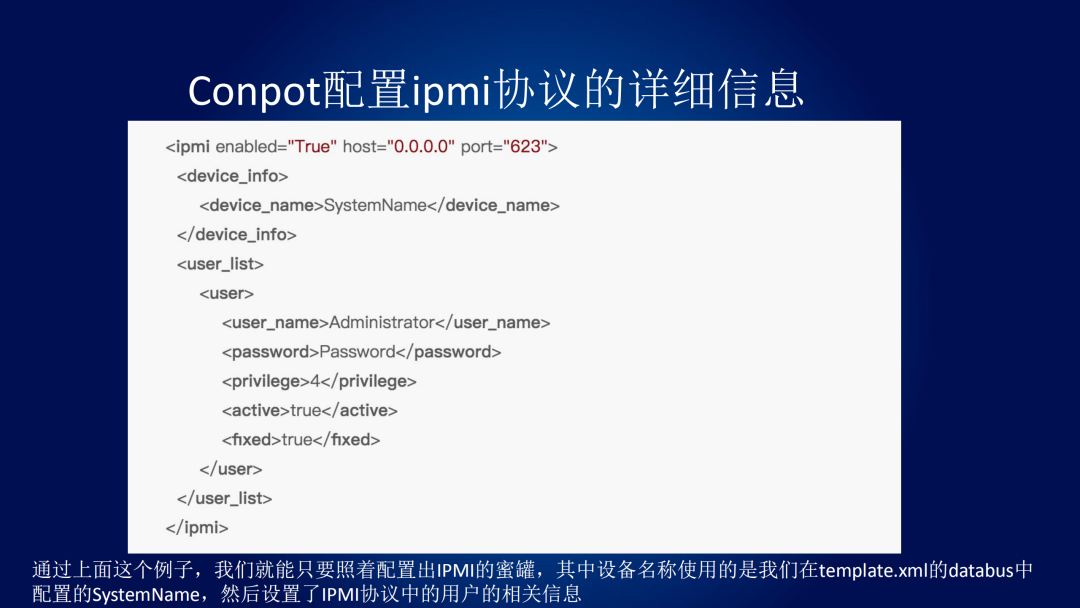 Conpot配置ipmi协议的详细信息
<ipmi enabled="True" host="0.0.0.0" port="623">
<device_info>
<device_name>SystemName</device_name>
</device_info>
<user_list>
<user>
<user_name>Administrator</user_name>
<password>Password</password>
<privilege>4</privilege>
<active>true</active>
<fixed>true</fixed>
</user>
</user_list>
</ipmi>
通过上面这个例子，我们就能只要照着配置出IPMI的蜜罐，其中设备名称使用的是我们在template.xml的databus中
配置的SystemName，然后设置了IPMI协议中的用户的相关信息